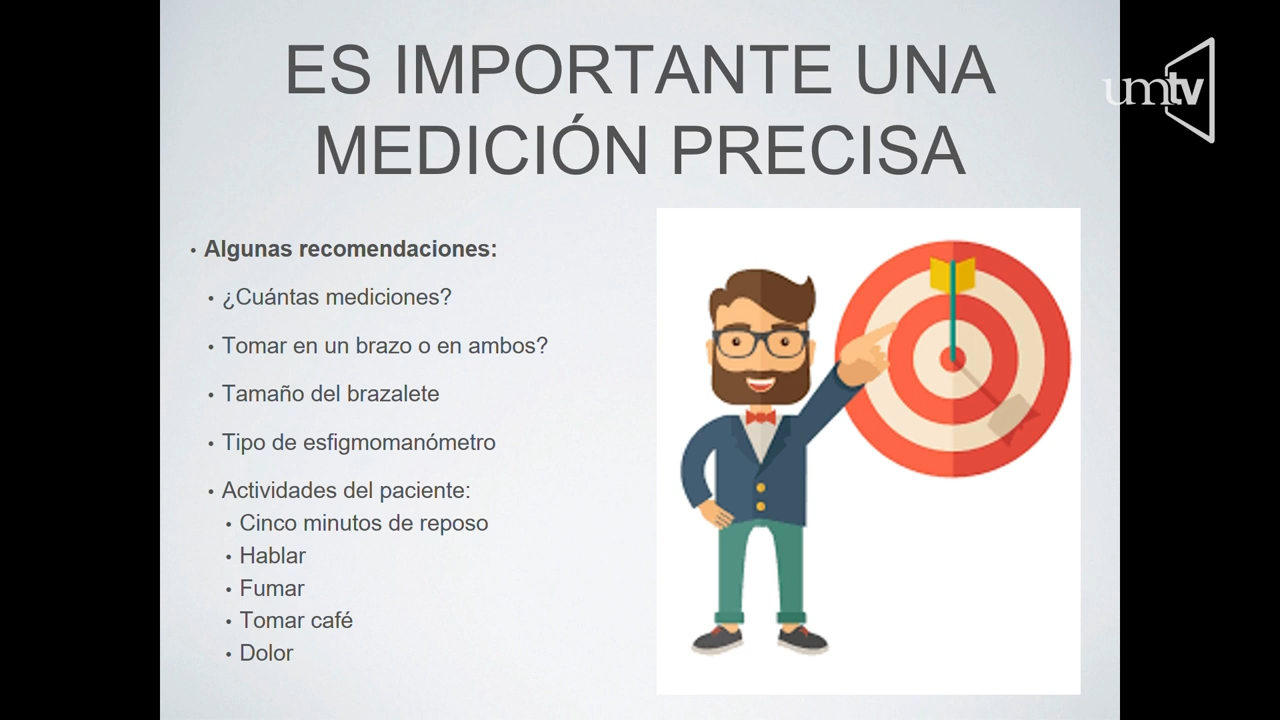 ES IMPORTANTE UNA
MEDICIÓN PRECISA
umtv
• Algunas recomendaciones:
• ¿Cuántas mediciones?
• Tomar en un brazo o en ambos?
• Tamaño del brazalete
• Tipo de esfigmomanómetro
• Actividades del paciente:
• Cinco minutos de reposo
• Hablar
• Fumar
• Tomar café
• Dolor